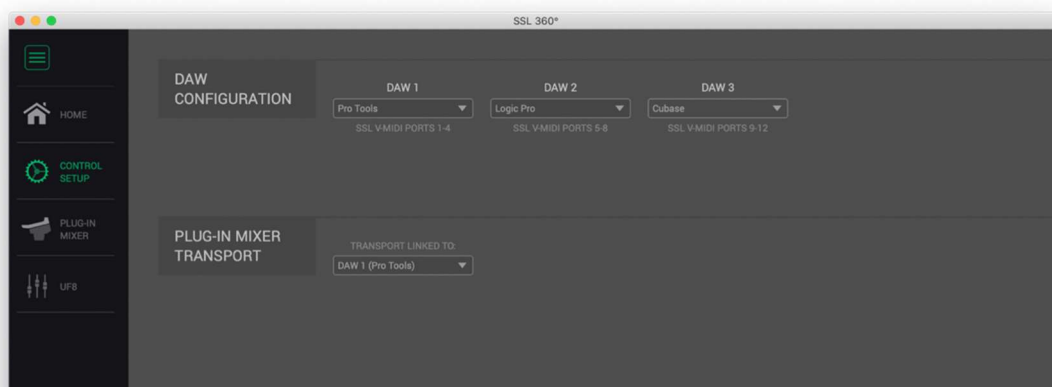 SSL 360°
HOME
CONTROL
SETUP
PLUG-IN
MIXER
UF8
DAW
CONFIGURATION
DAW 1
Pro Tools
SSL V-MIDI PORTS 1-4
DAW 2
Logic Pro
SSL V-MIDI PORTS 5-8
DAW 3
Cubase
SSL V-MIDI PORTS 9-12
PLUG-IN MIXER
TRANSPORT
TRANSPORT LINKED TO:
DAW 1 (Pro Tools)